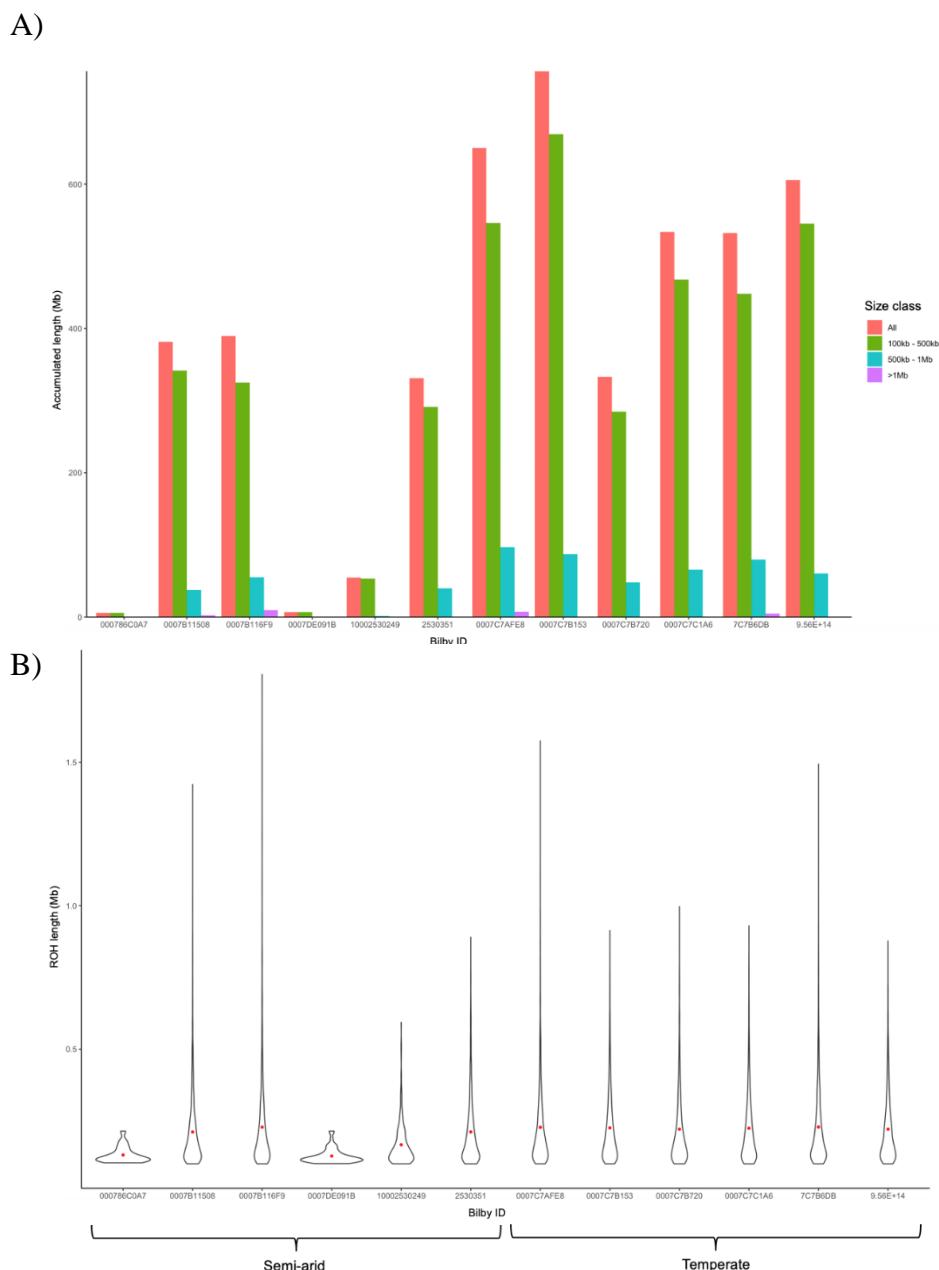 A)
600
400
200
0
Accumulated length (Mb)
000786C0A7 0007B11508 0007B116F9 0007DE091B 10002530249 2530351 0007C7AFE8 0007C7B153 0007C7B720 0007C7C1A6 7C7B6DB 9.56E+14
Bilby ID
Size class
All
100kb - 500kb
500kb - 1Mb
>1Mb
B)
1.5
1.0
0.5
ROH length (Mb)
000786C0A7 0007B11508 0007B116F9 0007DE091B 10002530249 2530351 0007C7AFE8 0007C7B153 0007C7B720 0007C7C1A6 7C7B6DB 9.56E+14
Bilby ID
Semi-arid Temperate